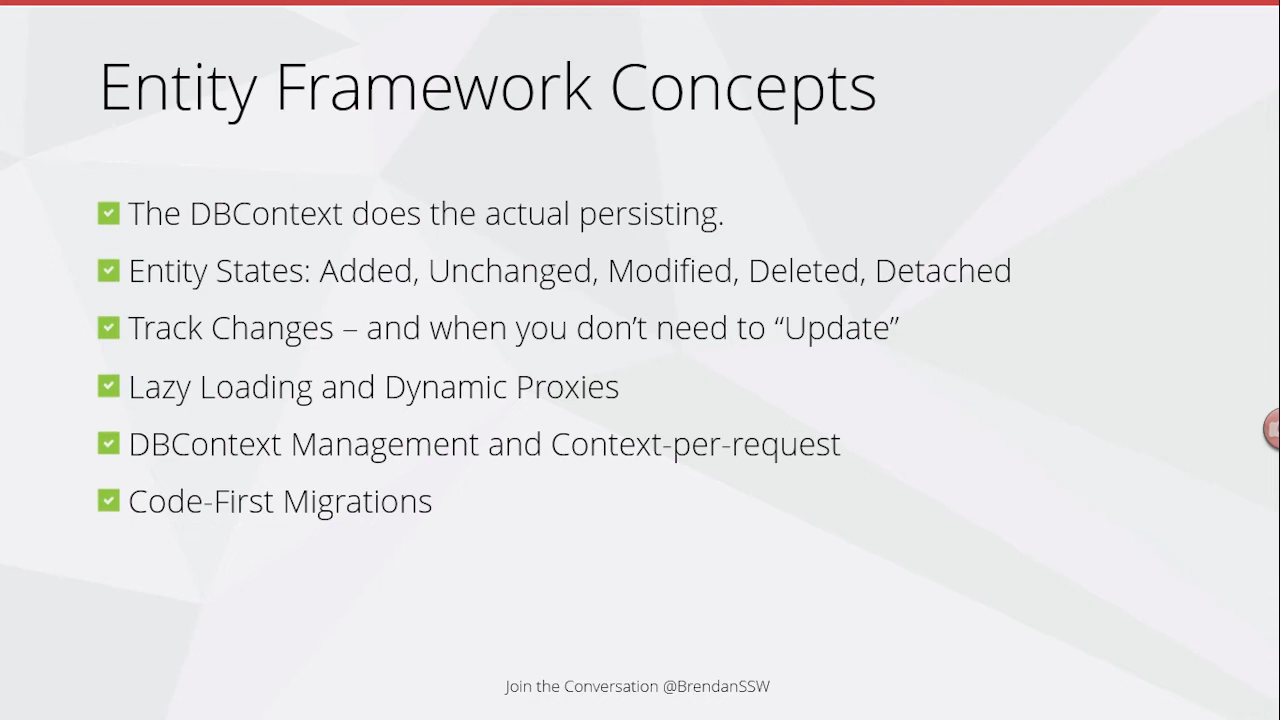 Entity Framework Concepts
The DBContext does the actual persisting.
Entity States: Added, Unchanged, Modified, Deleted, Detached
Track Changes – and when you don’t need to “Update”
Lazy Loading and Dynamic Proxies
DBContext Management and Context-per-request
Code-First Migrations
Join the Conversation @BrendanSSW